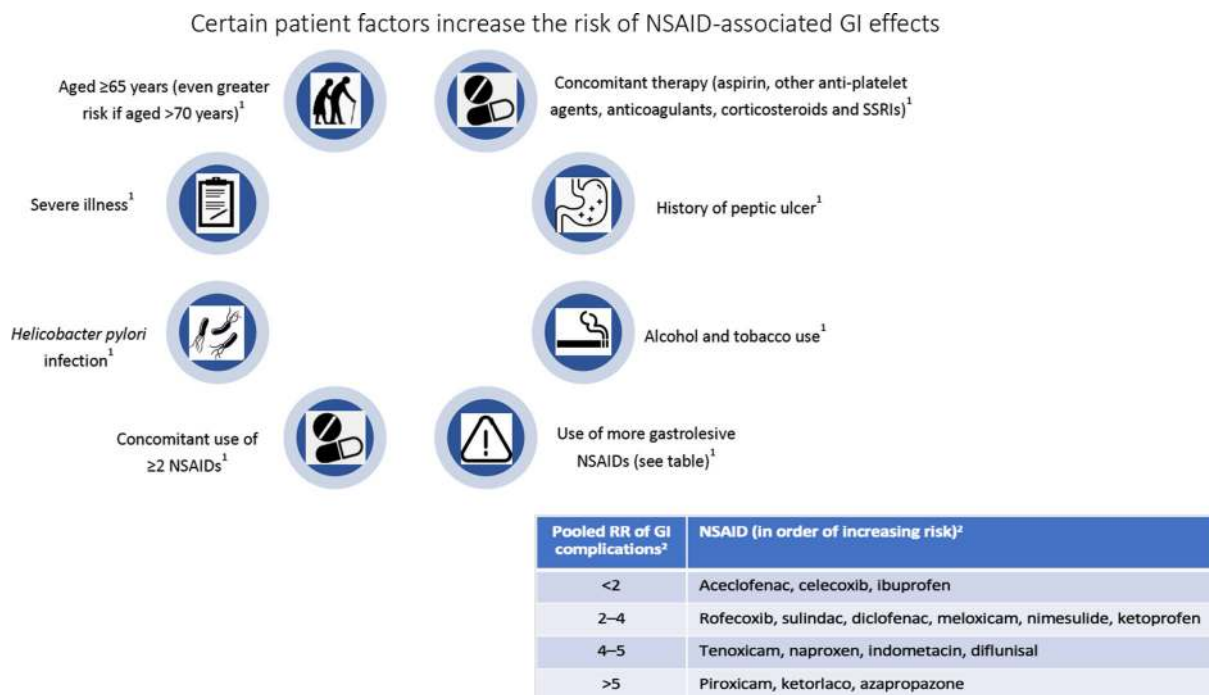 Certain patient factors increase the risk of NSAID-associated GI effects
Aged ≥65 years (even greater
risk if aged >70 years)¹
Concomitant therapy (aspirin, other anti-platelet
agents, anticoagulants, corticosteroids and SSRIs)¹
Severe illness¹
History of peptic ulcer¹
Helicobacter pylori
infection¹
Alcohol and tobacco use¹
Concomitant use of
≥2 NSAIDs¹
Use of more gastrolesive
NSAIDs (see table)¹
Pooled RR of GI
complications²
NSAID (in order of increasing risk)²
<2
Aceclofenac, celecoxib, ibuprofen
2–4
Rofecoxib, sulindac, diclofenac, meloxicam, nimesulide, ketoprofen
4–5
Tenoxicam, naproxen, indometacin, diflunisal
>5
Piroxicam, ketorlaco, azapropazone